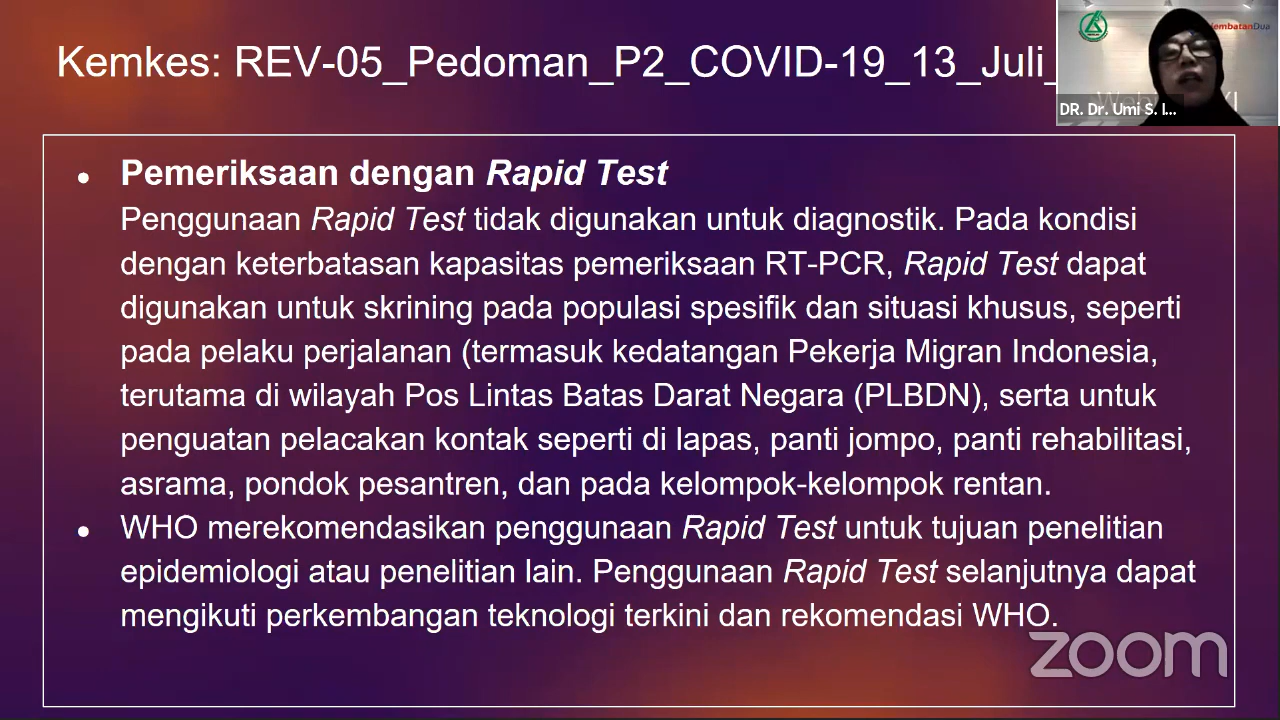 Kemkes: REV-05_Pedoman_P2_COVID-19_13_Juli_
JembatanDua
DR. Dr. Umi S. I...
Pemeriksaan dengan Rapid Test
Penggunaan Rapid Test tidak digunakan untuk diagnostik. Pada kondisi
dengan keterbatasan kapasitas pemeriksaan RT-PCR, Rapid Test dapat
digunakan untuk skrining pada populasi spesifik dan situasi khusus, seperti
pada pelaku perjalanan (termasuk kedatangan Pekerja Migran Indonesia,
terutama di wilayah Pos Lintas Batas Darat Negara (PLBDN), serta untuk
penguatan pelacakan kontak seperti di lapas, panti jompo, panti rehabilitasi,
asrama, pondok pesantren, dan pada kelompok-kelompok rentan.
WHO merekomendasikan penggunaan Rapid Test untuk tujuan penelitian
epidemiologi atau penelitian lain. Penggunaan Rapid Test selanjutnya dapat
mengikuti perkembangan teknologi terkini dan rekomendasi WHO.
zoom